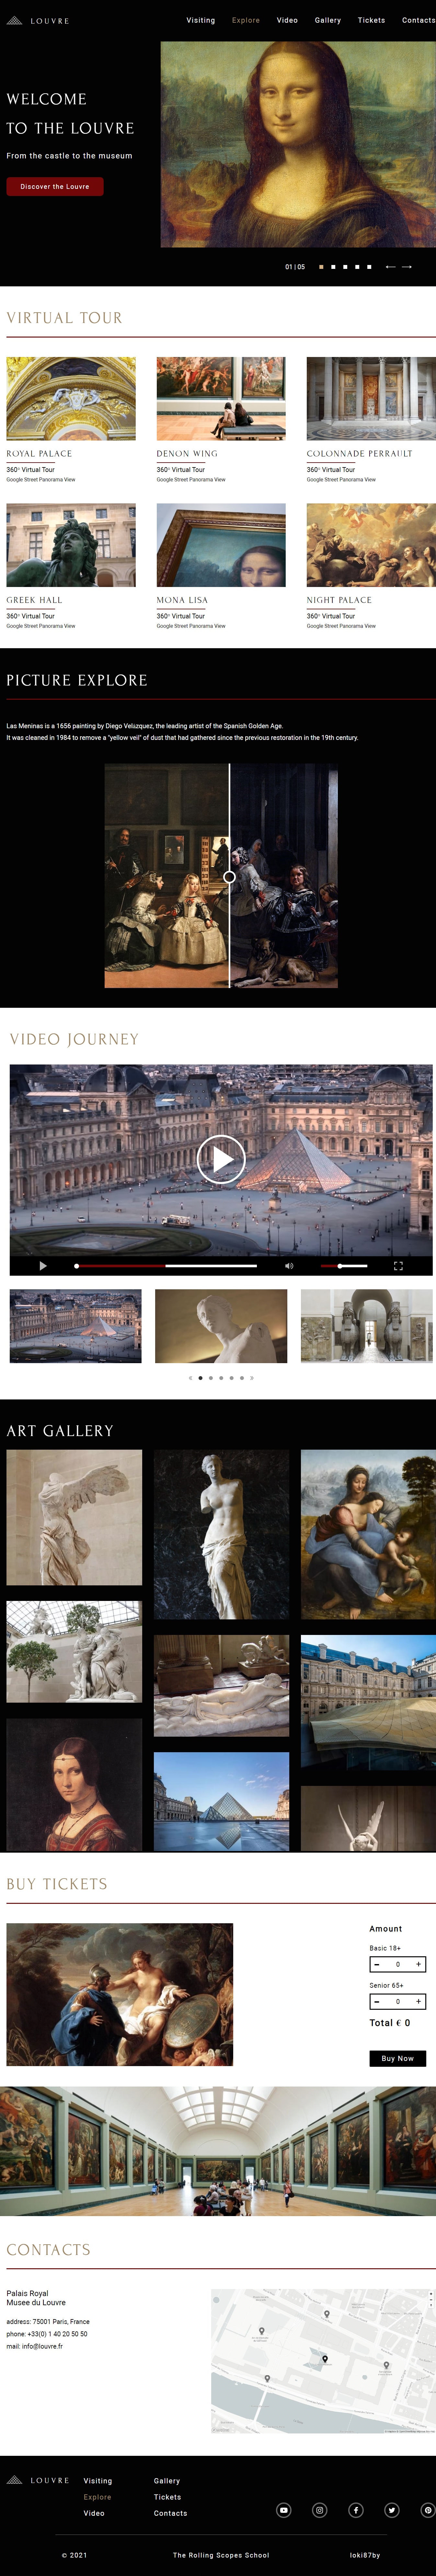 LOUVRE
Visiting Explore Video Gallery Tickets Contacts
WELCOME
TO THE LOUVRE
From the castle to the museum
Discover the Louvre
01 | 05
VIRTUAL TOUR
ROYAL PALACE
360° Virtual Tour
Google Street Panorama View
DENON WING
360° Virtual Tour
Google Street Panorama View
COLONNADE PERRAULT
360° Virtual Tour
Google Street Panorama View
GREEK HALL
360° Virtual Tour
Google Street Panorama View
MONA LISA
360° Virtual Tour
Google Street Panorama View
NIGHT PALACE
360° Virtual Tour
Google Street Panorama View
PICTURE EXPLORE
Las Meninas is a 1656 painting by Diego Velázquez, the leading artist of the Spanish Golden Age.
It was cleaned in 1984 to remove a "yellow veil" of dust that had gathered since the previous restoration in the 19th century.
VIDEO JOURNEY
ART GALLERY
BUY TICKETS
Amount
Basic 18+
- 0 +
Senior 65+
- 0 +
Total € 0
Buy Now
CONTACTS
Palais Royal
Musee du Louvre
address: 75001 Paris, France
phone: +33(0) 1 40 20 50 50
mail: info@louvre.fr
LOUVRE
Visiting
Explore
Video
Gallery
Tickets
Contacts
© 2021
The Rolling Scopes School
loki87by